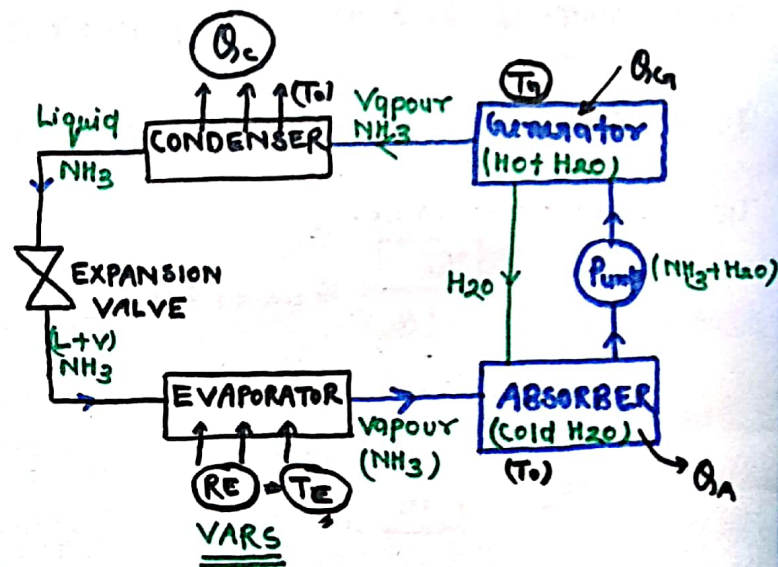 Qc
(To)
Liquid
NH3
CONDENSER
Vapour
NH3
TG
QG
Generator
(HOt H2O)
EXPANSION
VALVE
H2O
Pump
(NH3+H2O)
(L+V)
NH3
EVAPORATOR
Vapour
(NH3)
ABSORBER
(Cold H2O)
(To)
QA
RE
TE
VARS